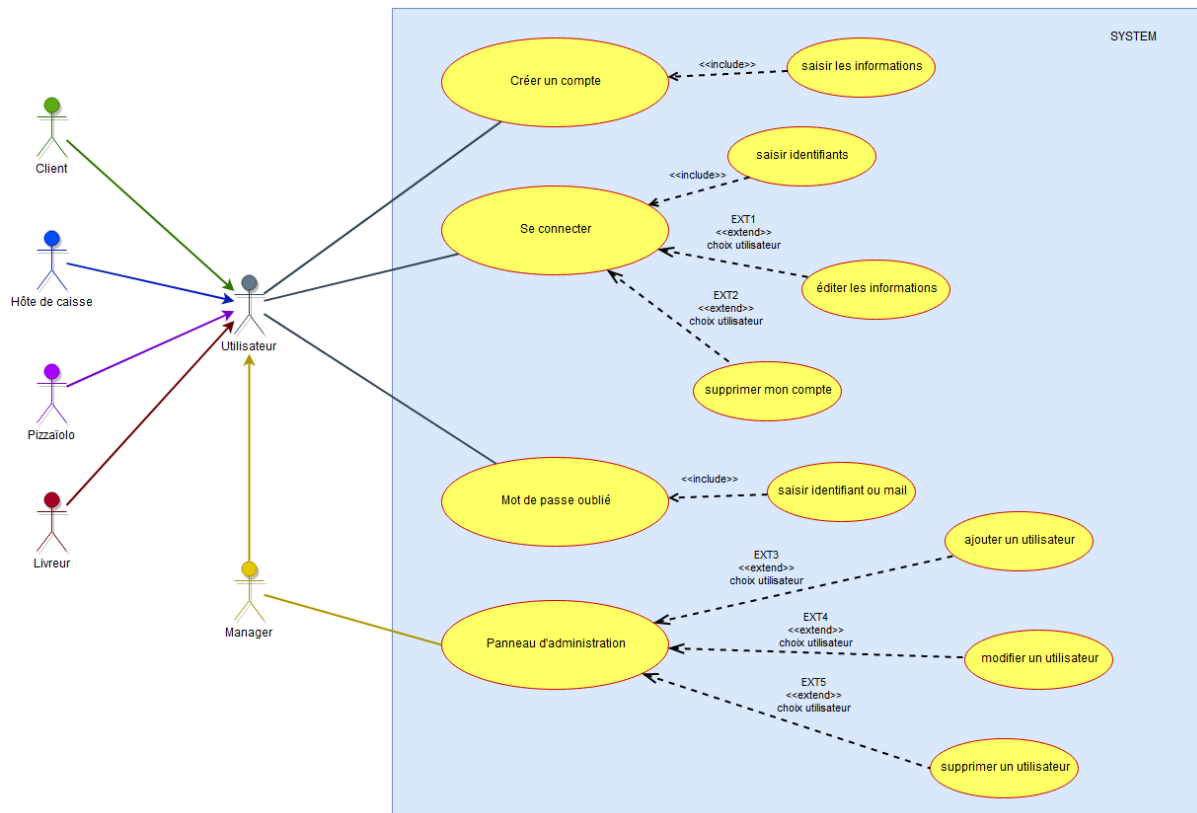 SYSTEM
Créer un compte
<<include>>
saisir les informations
Client
saisir identifiants
<<include>>
Se connecter
EXT1
<<extend>>
choix utilisateur
éditer les informations
Hôte de caisse
EXT2
<<extend>>
choix utilisateur
Utilisateur
supprimer mon compte
Pizzaïolo
Mot de passe oublié
<<include>>
saisir identifiant ou mail
Livreur
ajouter un utilisateur
EXT3
<<extend>>
choix utilisateur
Manager
Panneau d'administration
EXT4
<<extend>>
choix utilisateur
modifier un utilisateur
EXT5
<<extend>>
choix utilisateur
supprimer un utilisateur